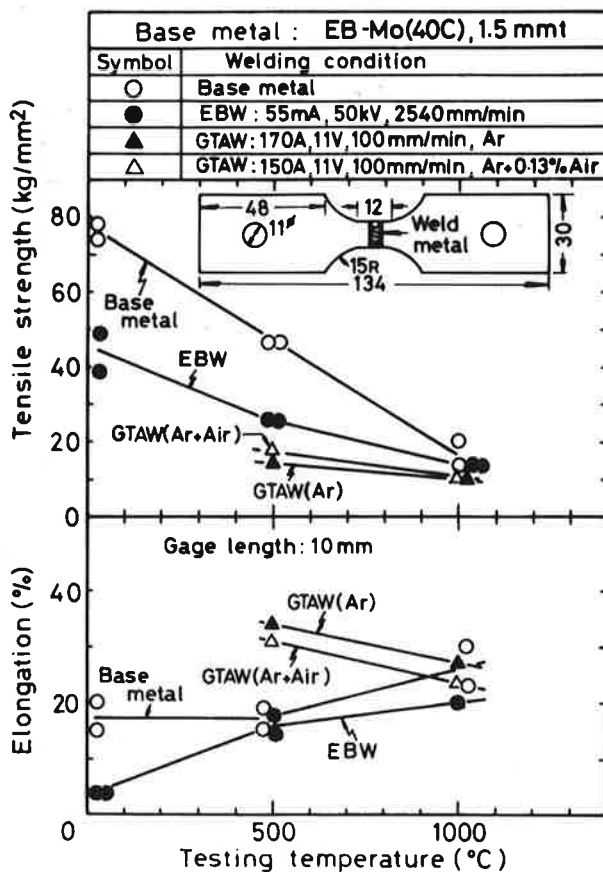 Base metal : EB-Mo(40C), 1.5 mmt
Symbol Welding condition
○ Base metal
● EBW : 55mA, 50kV, 2540mm/min
▲ GTAW: 170A, 11V, 100mm/min, Ar
△ GTAW: 150A, 11V, 100mm/min, Ar+0.13%Air
Tensile strength (kg/mm²)
80
60
40
20
0
48
12
11ø
Weld
metal
30
15R
134
Base
metal
EBW
GTAW(Ar+Air)
GTAW(Ar)
Gage length: 10 mm
Elongation (%)
40
20
0
GTAW(Ar)
GTAW(Ar+Air)
Base
metal
EBW
500
1000
Testing temperature (°C)